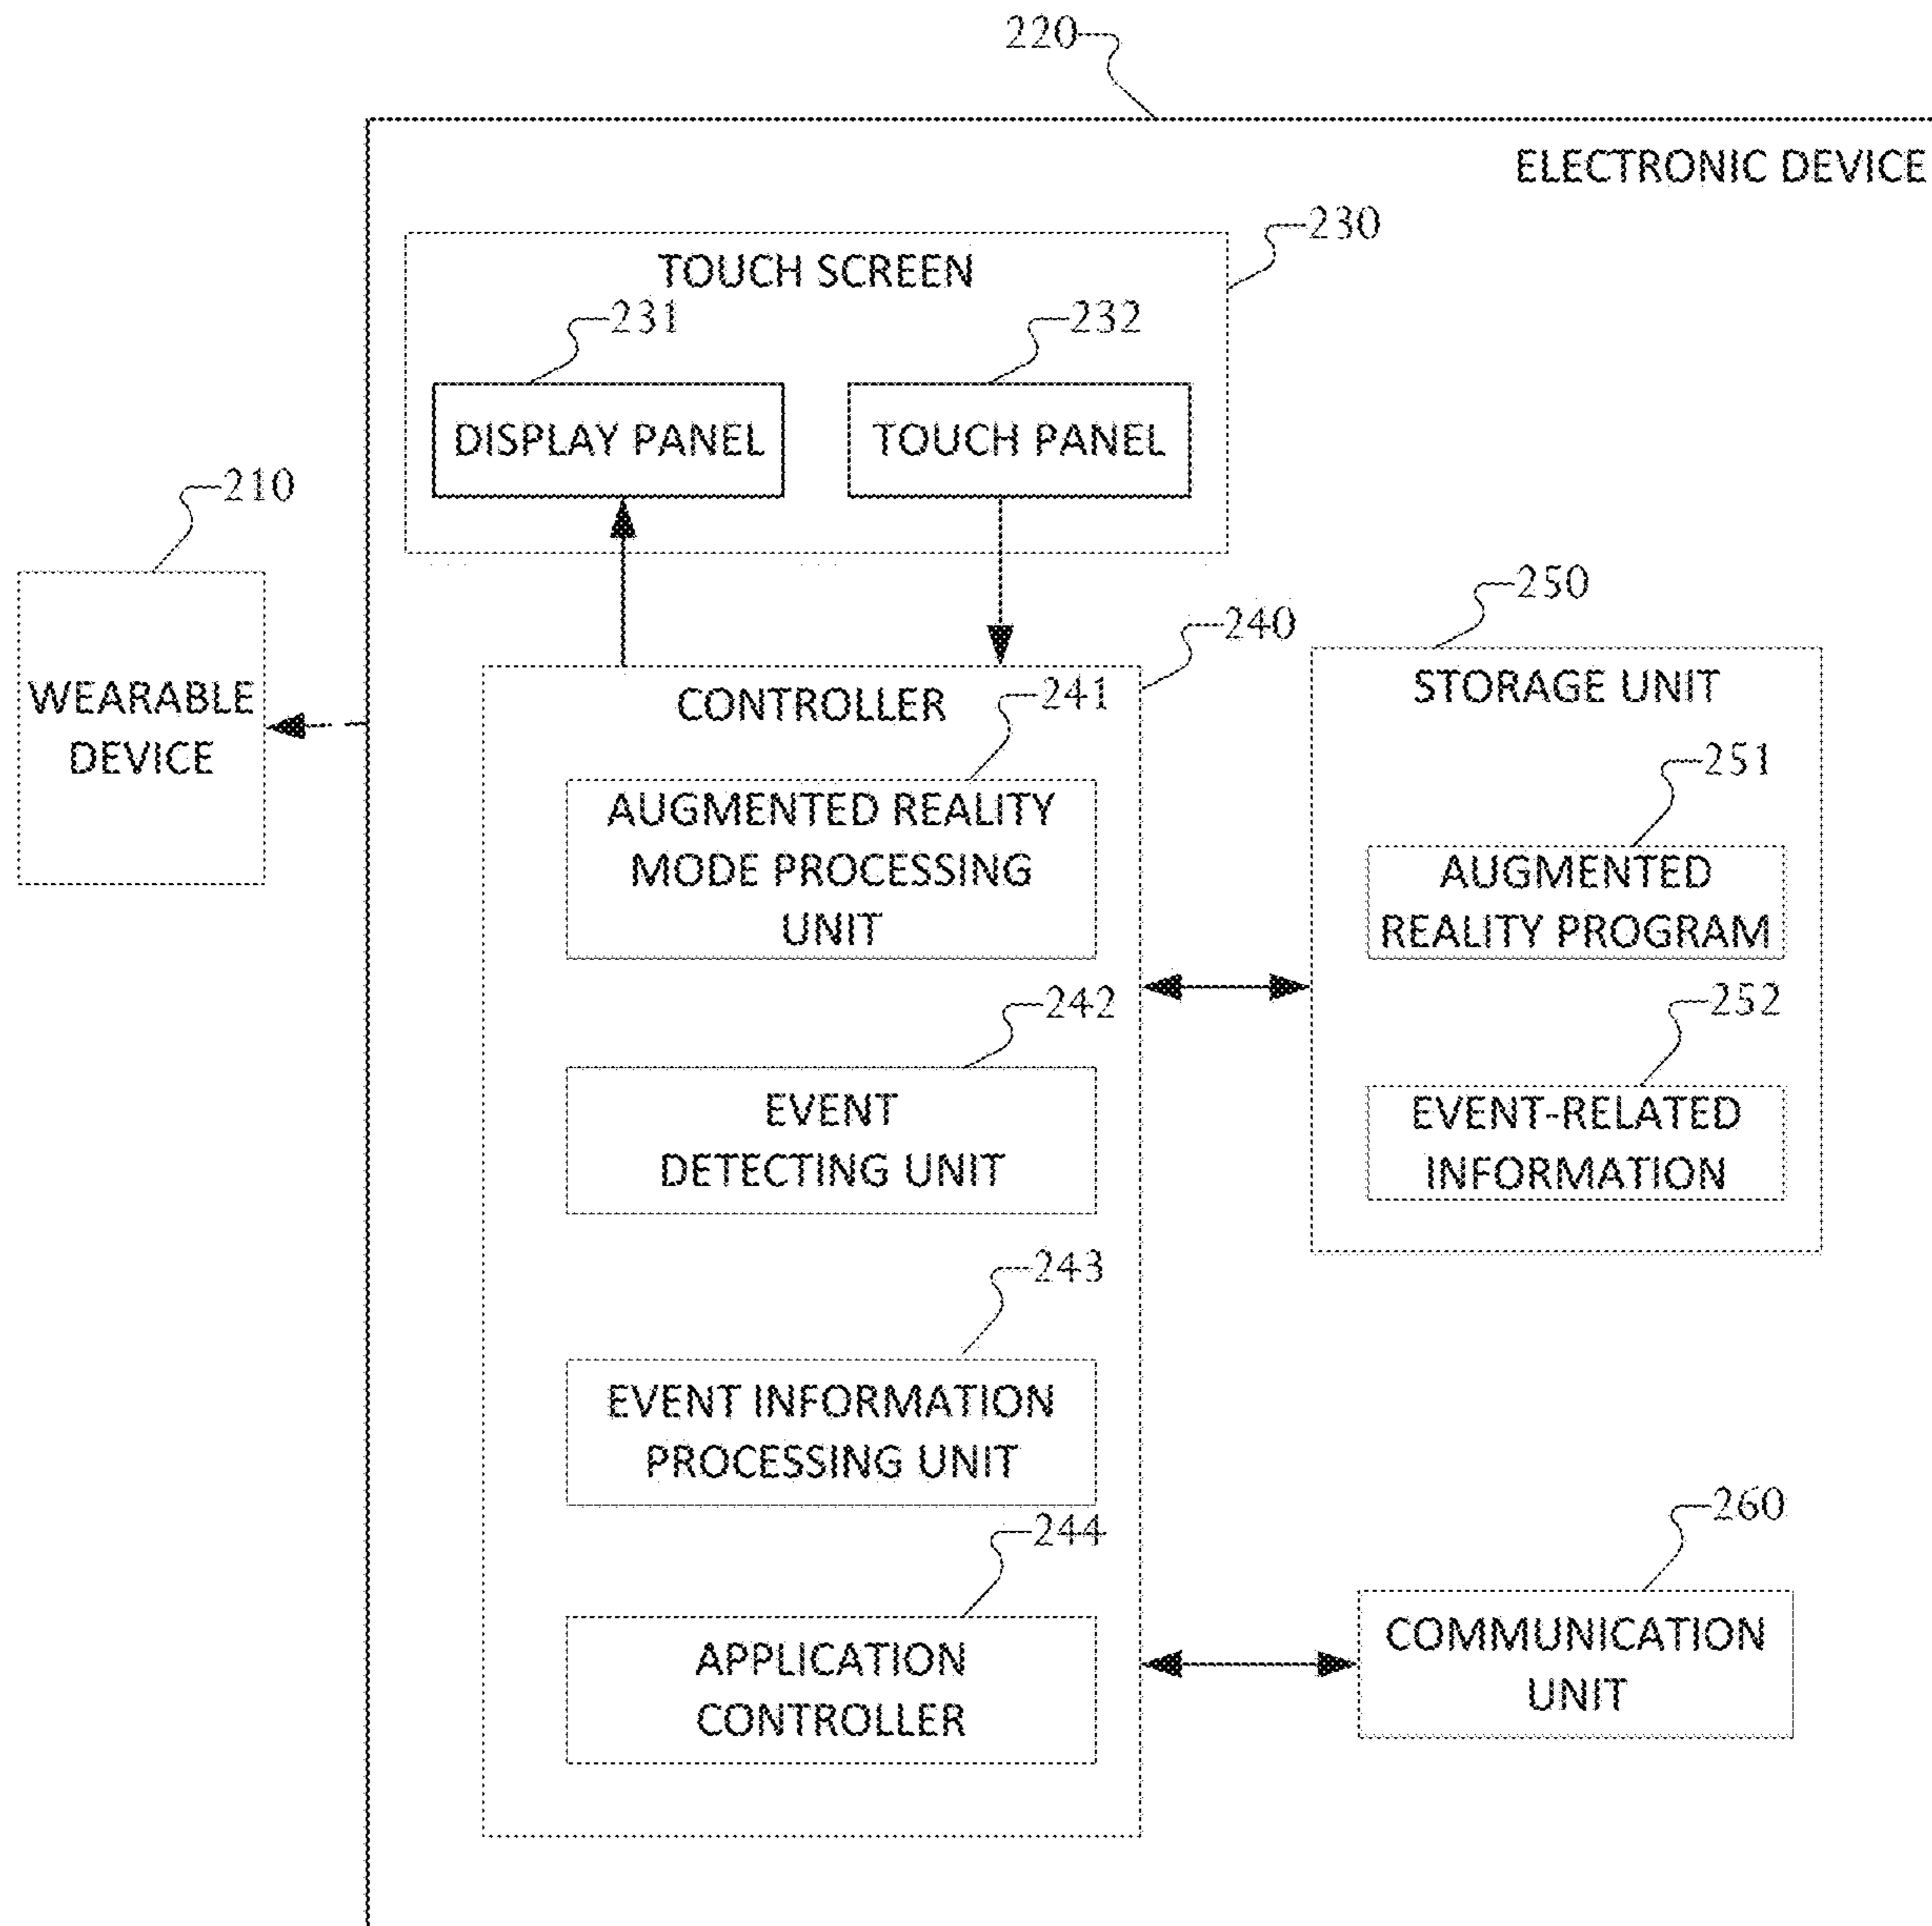 220
ELECTRONIC DEVICE
230
TOUCH SCREEN
231
232
DISPLAY PANEL
TOUCH PANEL
210
WEARABLE
DEVICE
240
CONTROLLER
241
AUGMENTED REALITY
MODE PROCESSING
UNIT
242
EVENT
DETECTING UNIT
243
EVENT INFORMATION
PROCESSING UNIT
244
APPLICATION
CONTROLLER
250
STORAGE UNIT
251
AUGMENTED
REALITY PROGRAM
252
EVENT-RELATED
INFORMATION
260
COMMUNICATION
UNIT